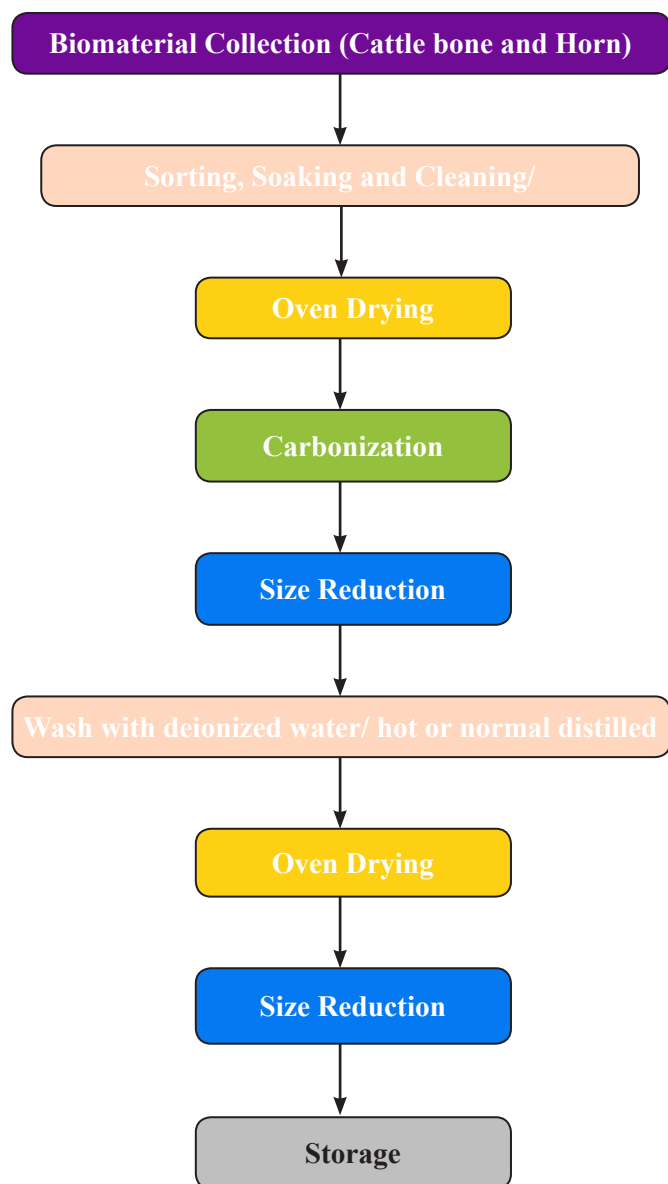 Biomaterial Collection (Cattle bone and Horn)
Sorting, Soaking and Cleaning/
Oven Drying
Carbonization
Size Reduction
Wash with deionized water/ hot or normal distilled
Oven Drying
Size Reduction
Storage